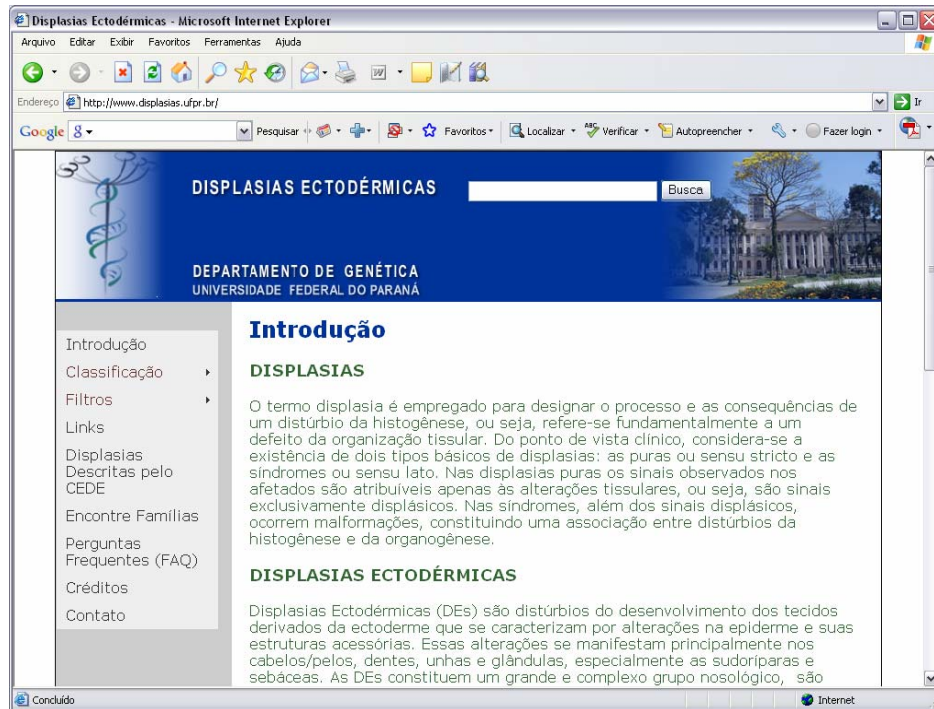 Displasias Ectodérmicas - Microsoft Internet Explorer
Arquivo Editar Exibir Favoritos Ferramentas Ajuda
Endereço http://www.displasias.ufpr.br/ Ir
Google Pesquisar Favoritos Localizar Verificar Autopreencher Fazer login
DISPLASIAS ECTODÉRMICAS Busca
DEPARTAMENTO DE GENÉTICA
UNIVERSIDADE FEDERAL DO PARANÁ
Introdução
Classificação
Filtros
Links
Displasias
Descritas pelo
CEDE
Encontre Famílias
Perguntas
Frequentes (FAQ)
Créditos
Contato
Introdução
DISPLASIAS
O termo displasia é empregado para designar o processo e as consequências de
um distúrbio da histogênese, ou seja, refere-se fundamentalmente a um
defeito da organização tissular. Do ponto de vista clínico, considera-se a
existência de dois tipos básicos de displasias: as puras ou sensu stricto e as
síndromes ou sensu lato. Nas displasias puras os sinais observados nos
afetados são atribuíveis apenas às alterações tissulares, ou seja, são sinais
exclusivamente displásicos. Nas síndromes, além dos sinais displásicos,
ocorrem malformações, constituindo uma associação entre distúrbios da
histogênese e da organogênese.
DISPLASIAS ECTODÉRMICAS
Displasias Ectodérmicas (DEs) são distúrbios do desenvolvimento dos tecidos
derivados da ectoderme que se caracterizam por alterações na epiderme e suas
estruturas acessórias. Essas alterações se manifestam principalmente nos
cabelos/pelos, dentes, unhas e glândulas, especialmente as sudoríparas e
sebáceas. As DEs constituem um grande e complexo grupo nosológico, são
Concluído Internet